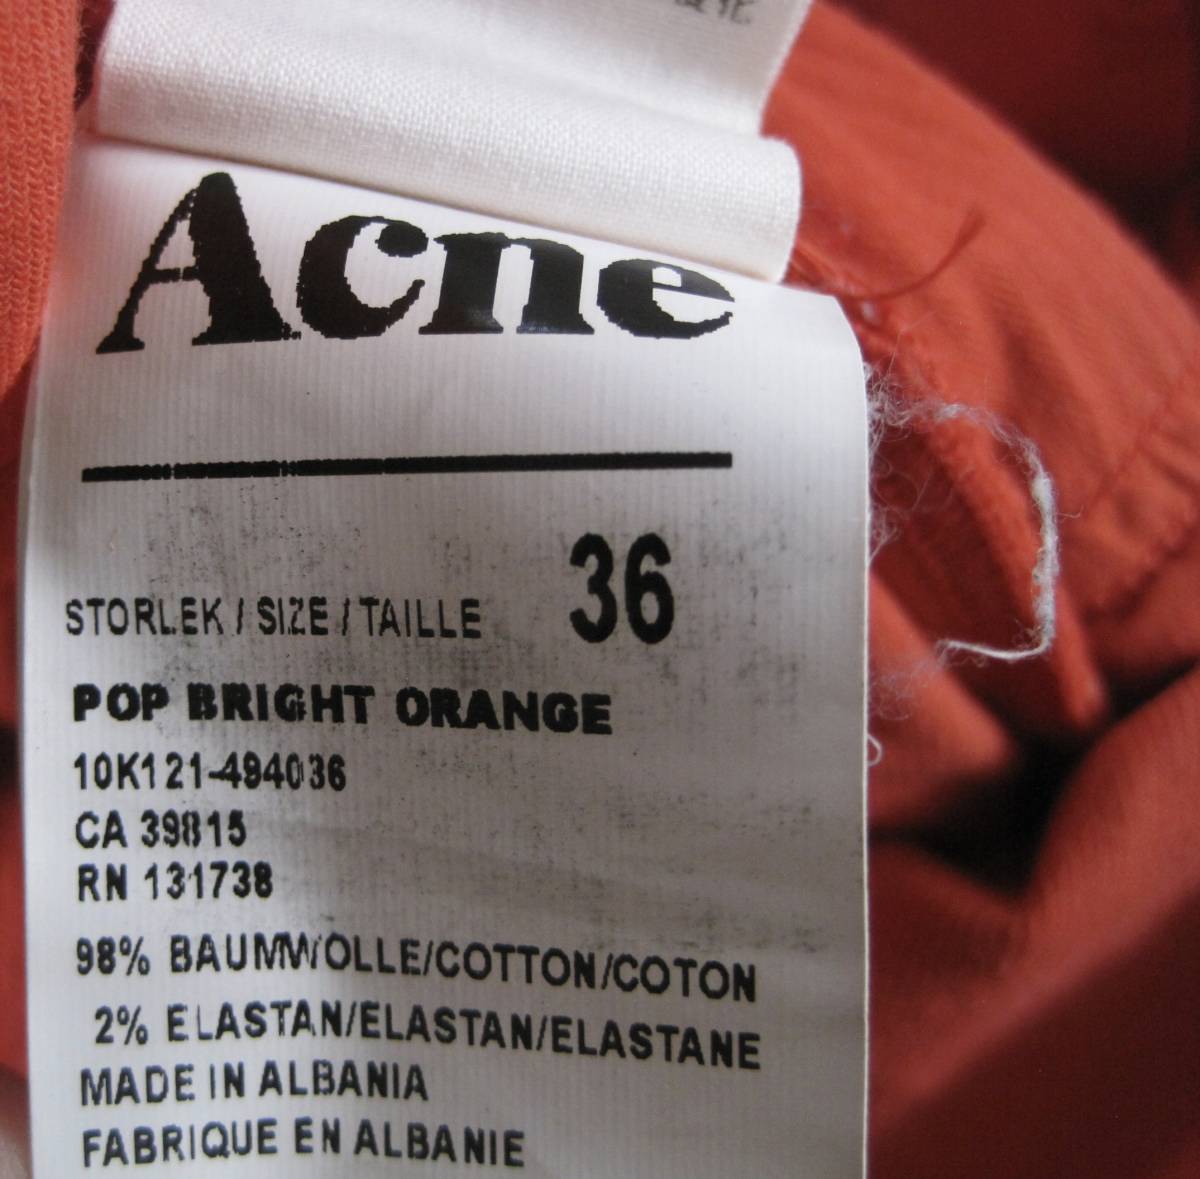 Acne
STORLEK / SIZE / TAILLE 36
POP BRIGHT ORANGE
10K121-494036
CA 39815
RN 131738
98% BAUMWOLLE/COTTON/COTON
2% ELASTAN/ELASTAN/ELASTANE
MADE IN ALBANIA
FABRIQUE EN ALBANIE